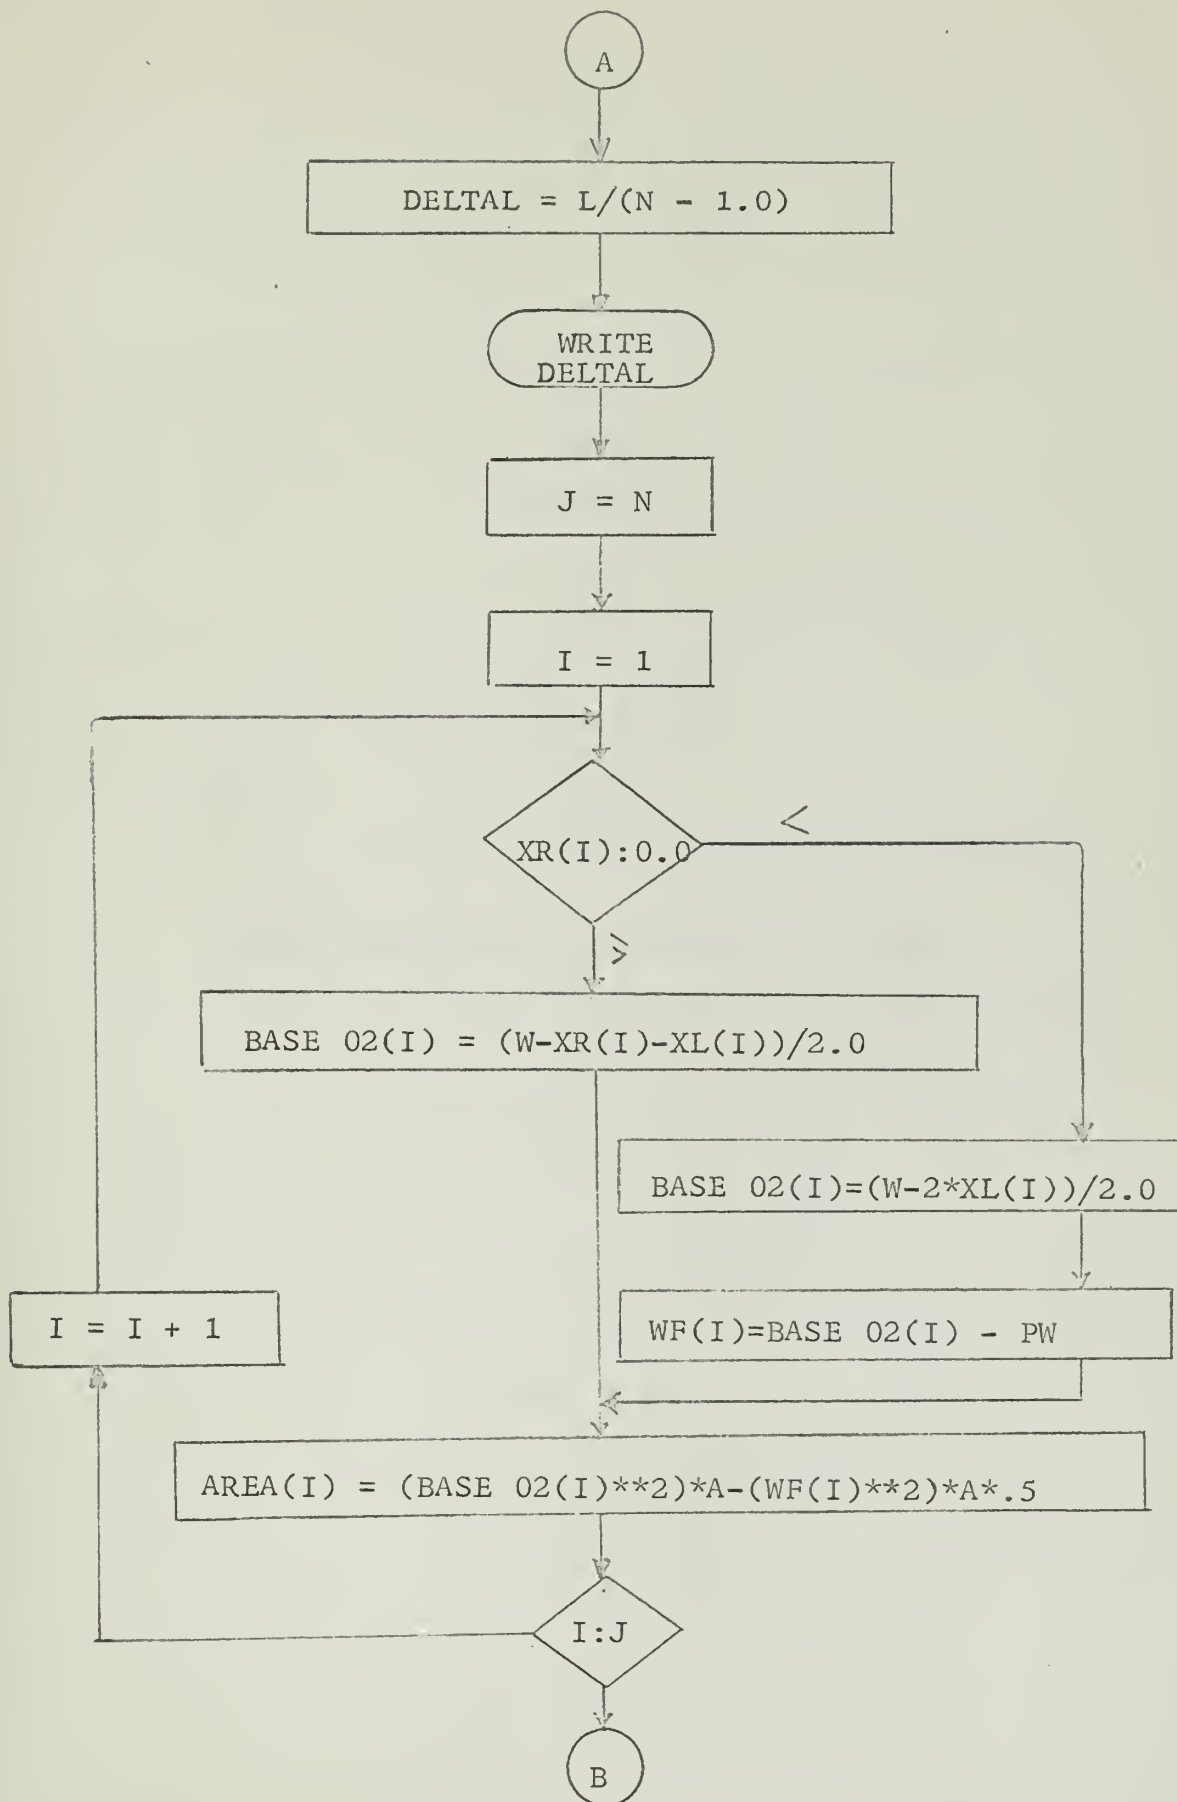 A
DELTAL = L/(N - 1.0)
WRITE
DELTAL
J = N
I = 1
<
XR(I):0.0
≥
BASE 02(I) = (W-XR(I)-XL(I))/2.0
BASE 02(I)=(W-2*XL(I))/2.0
I = I + 1
WF(I)=BASE 02(I) - PW
AREA(I) = (BASE 02(I)**2)*A-(WF(I)**2)*A*.5
I:J
B